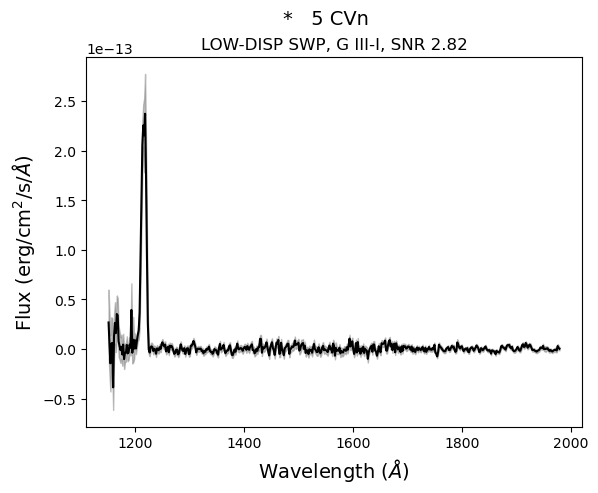 *   5 CVn
LOW-DISP SWP, G III-I, SNR 2.82
1e−13
2.5
2.0
1.5
1.0
0.5
0.0
−0.5
Flux (erg/cm²/s/Å)
1200 1400 1600 1800 2000
Wavelength (Å)